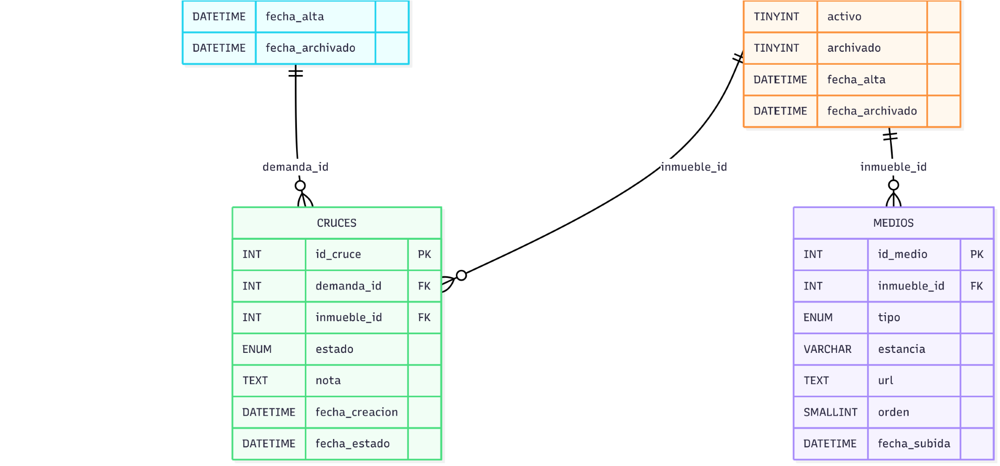 DATETIME fecha_alta
DATETIME fecha_archivado
TINYINT activo
TINYINT archivado
DATETIME fecha_alta
DATETIME fecha_archivado
demanda_id
inmueble_id
inmueble_id
CRUCES
INT id_cruce PK
INT demanda_id FK
INT inmueble_id FK
ENUM estado
TEXT nota
DATETIME fecha_creacion
DATETIME fecha_estado
MEDIOS
INT id_medio PK
INT inmueble_id FK
ENUM tipo
VARCHAR estancia
TEXT url
SMALLINT orden
DATETIME fecha_subida